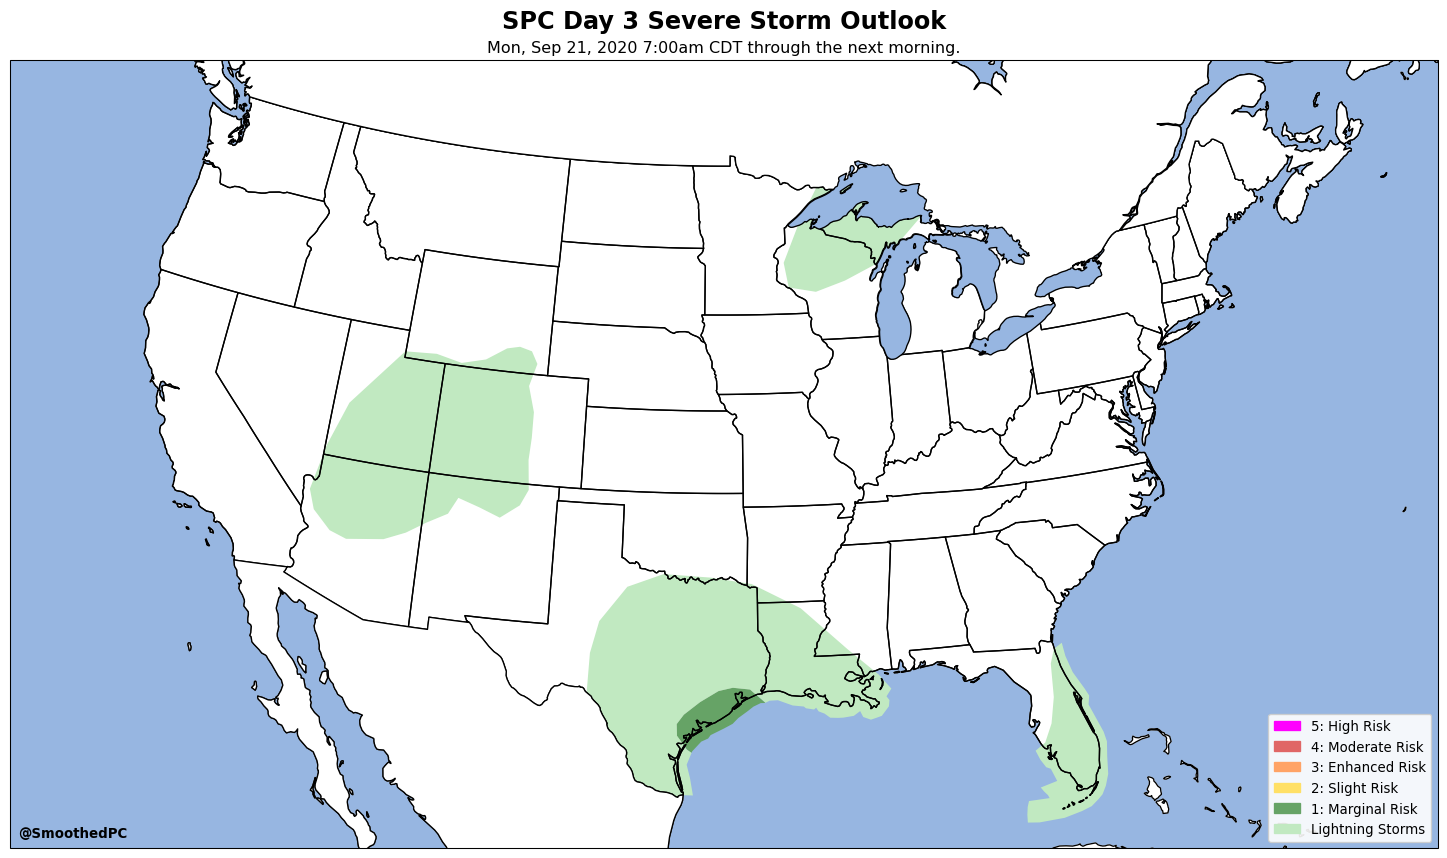 SPC Day 3 Severe Storm Outlook
Mon, Sep 21, 2020 7:00am CDT through the next morning.
5: High Risk
4: Moderate Risk
3: Enhanced Risk
2: Slight Risk
1: Marginal Risk
Lightning Storms
@SmoothedPC